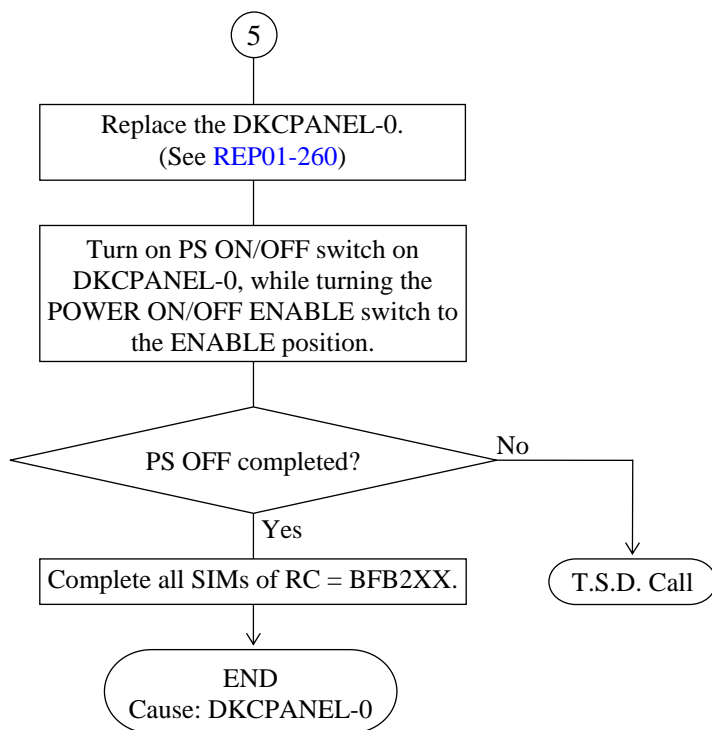 5
Replace the DKCPANEL-0.
(See REP01-260)
Turn on PS ON/OFF switch on
DKCPANEL-0, while turning the
POWER ON/OFF ENABLE switch to
the ENABLE position.
PS OFF completed?
No
Yes
Complete all SIMs of RC = BFB2XX.
T.S.D. Call
END
Cause: DKCPANEL-0